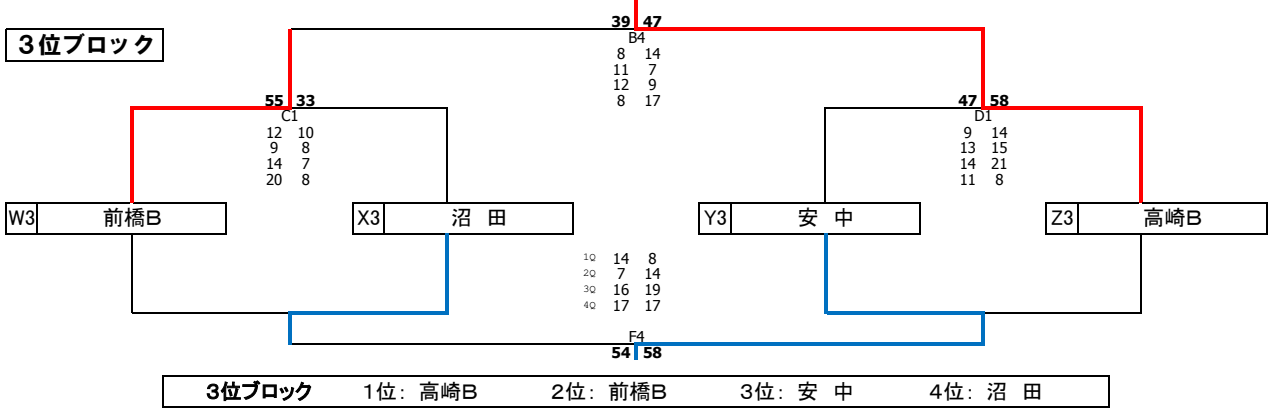 39 47
3位ブロック
B4
8 14
11 7
12 9
8 17
55 33
C1
12 10
9 8
14 7
20 8
47 58
D1
9 14
13 15
14 21
11 8
W3 前橋B
X3 沼 田
Y3 安 中
Z3 高崎B
1Q 14 8
2Q 7 14
3Q 16 19
4Q 17 17
F4
54 58
3位ブロック 1位: 高崎B 2位: 前橋B 3位: 安 中 4位: 沼 田